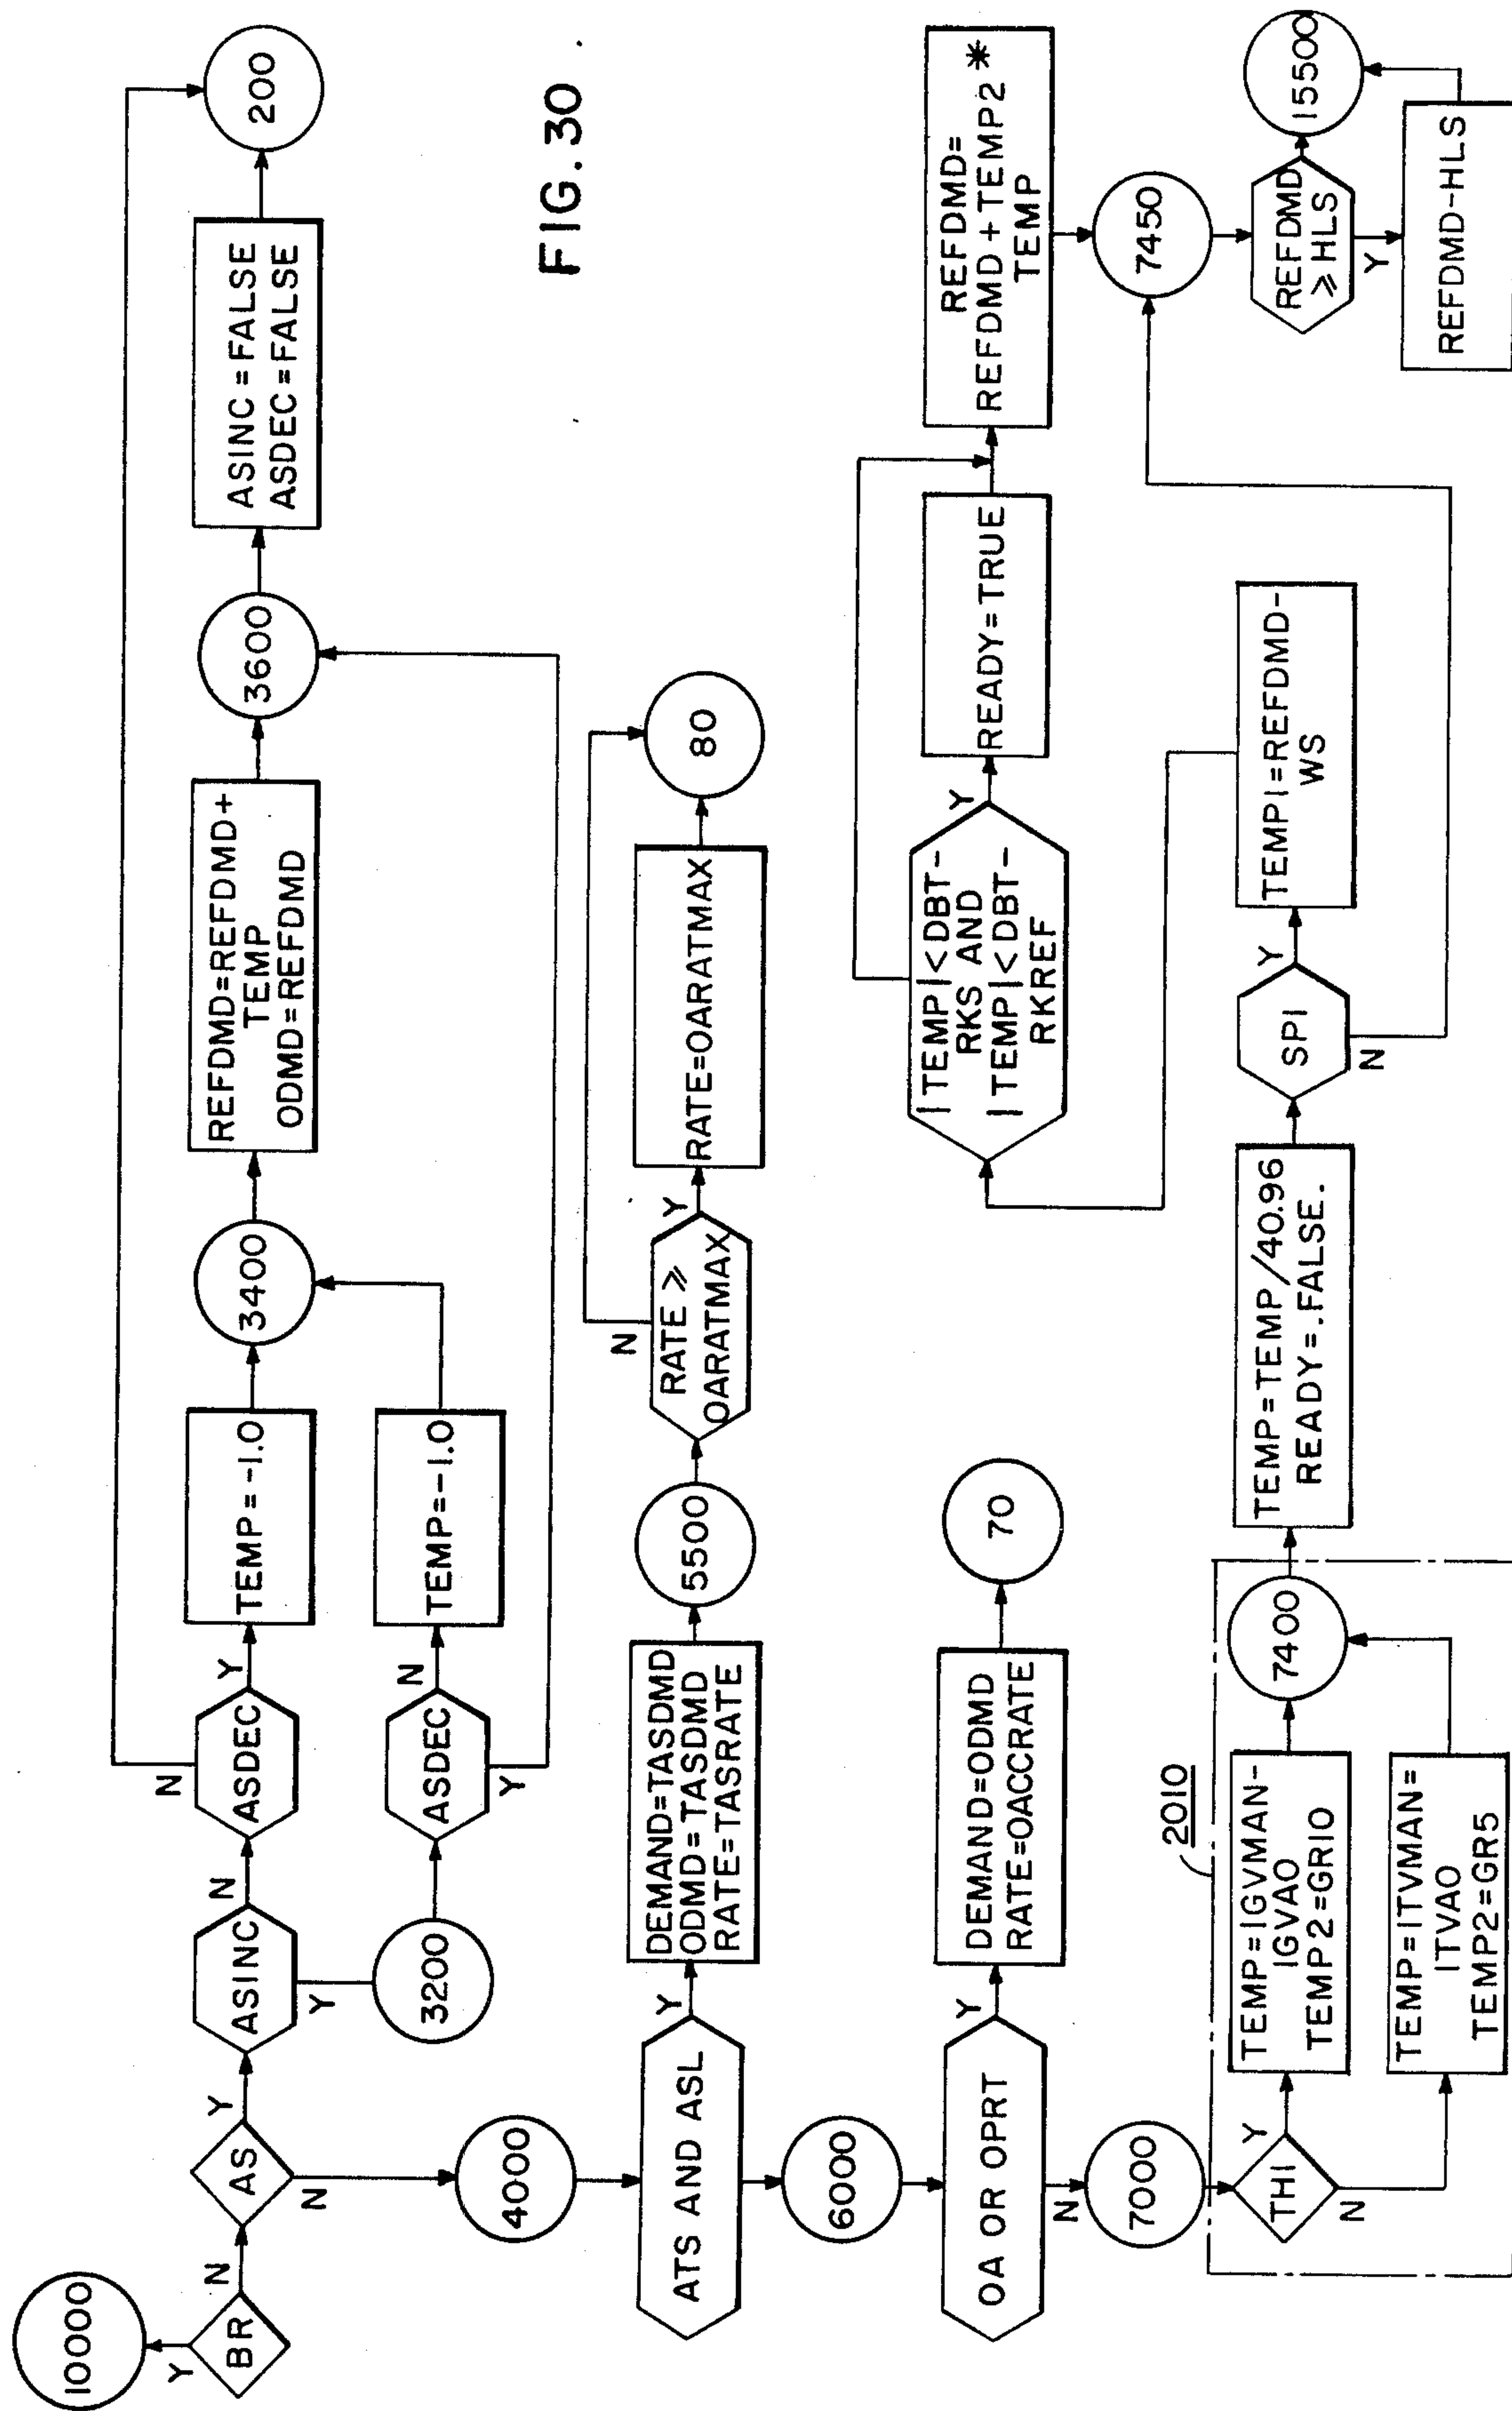 10000
Y
BR
N
AS
Y
N
ASINC
N
Y
ASDEC
Y
N
TEMP=-1.0
3400
REFDMD=REFDMD+
TEMP
ODMD=REFDMD
3600
ASINC=FALSE
ASDEC=FALSE
200
3200
ASDEC
N
Y
TEMP=-1.0
FIG.30
4000
ATS AND ASL
Y
DEMAND=TASDMD
ODMD=TASDMD
RATE=TASRATE
5500
RATE ≥
OARATMAX
N
Y
RATE=OARATMAX
80
6000
OA OR OPRT
Y
N
DEMAND=ODMD
RATE=OACCRATE
70
|TEMP|<DBT-
RKS AND
|TEMP|<DBT-
RKREF
Y
READY=TRUE
REFDMD=
REFDMD+TEMP2 *
TEMP
7000
2010
THI
Y
N
TEMP=IGVMAN-
IGVAO
TEMP2=GR10
TEMP=ITVMAN=
ITVAO
TEMP2=GR5
7400
TEMP=TEMP/40.96
READY=.FALSE.
SPI
Y
N
TEMP1=REFDMD-
WS
7450
REFDMD
≥HLS
Y
15500
REFDMD-HLS